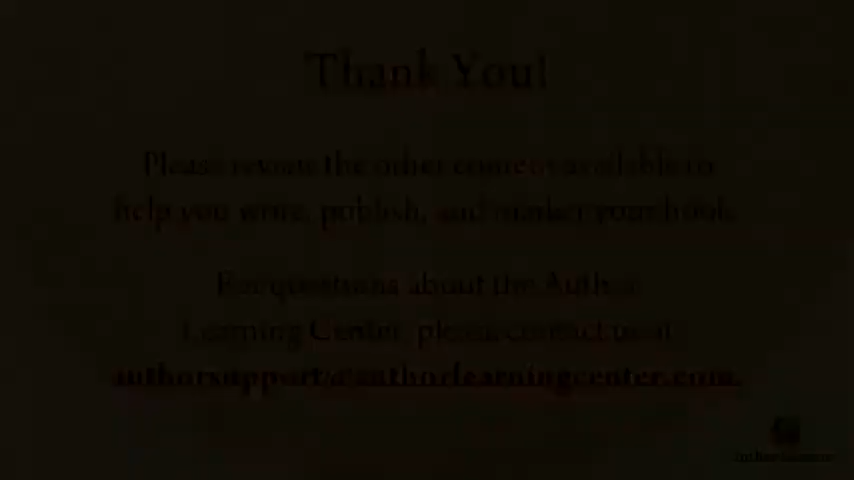 Thank You!
Please review the other courses available to
help you write, publish, and market your book.
For questions about the Author
Learning Center, please contact us at
authorsupport@authorlearningcenter.com.